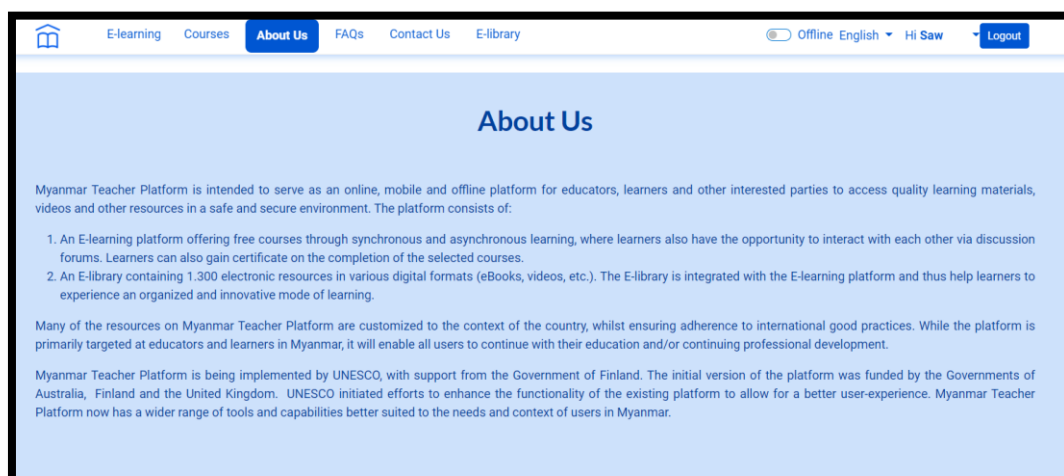 E-learning Courses About Us FAQs Contact Us E-library Offline English Hi Saw Logout
About Us
Myanmar Teacher Platform is intended to serve as an online, mobile and offline platform for educators, learners and other interested parties to access quality learning materials,
videos and other resources in a safe and secure environment. The platform consists of:
1. An E-learning platform offering free courses through synchronous and asynchronous learning, where learners also have the opportunity to interact with each other via discussion
forums. Learners can also gain certificate on the completion of the selected courses.
2. An E-library containing 1.300 electronic resources in various digital formats (eBooks, videos, etc.). The E-library is integrated with the E-learning platform and thus help learners to
experience an organized and innovative mode of learning.
Many of the resources on Myanmar Teacher Platform are customized to the context of the country, whilst ensuring adherence to international good practices. While the platform is
primarily targeted at educators and learners in Myanmar, it will enable all users to continue with their education and/or continuing professional development.
Myanmar Teacher Platform is being implemented by UNESCO, with support from the Government of Finland. The initial version of the platform was funded by the Governments of
Australia, Finland and the United Kingdom. UNESCO initiated efforts to enhance the functionality of the existing platform to allow for a better user-experience. Myanmar Teacher
Platform now has a wider range of tools and capabilities better suited to the needs and context of users in Myanmar.